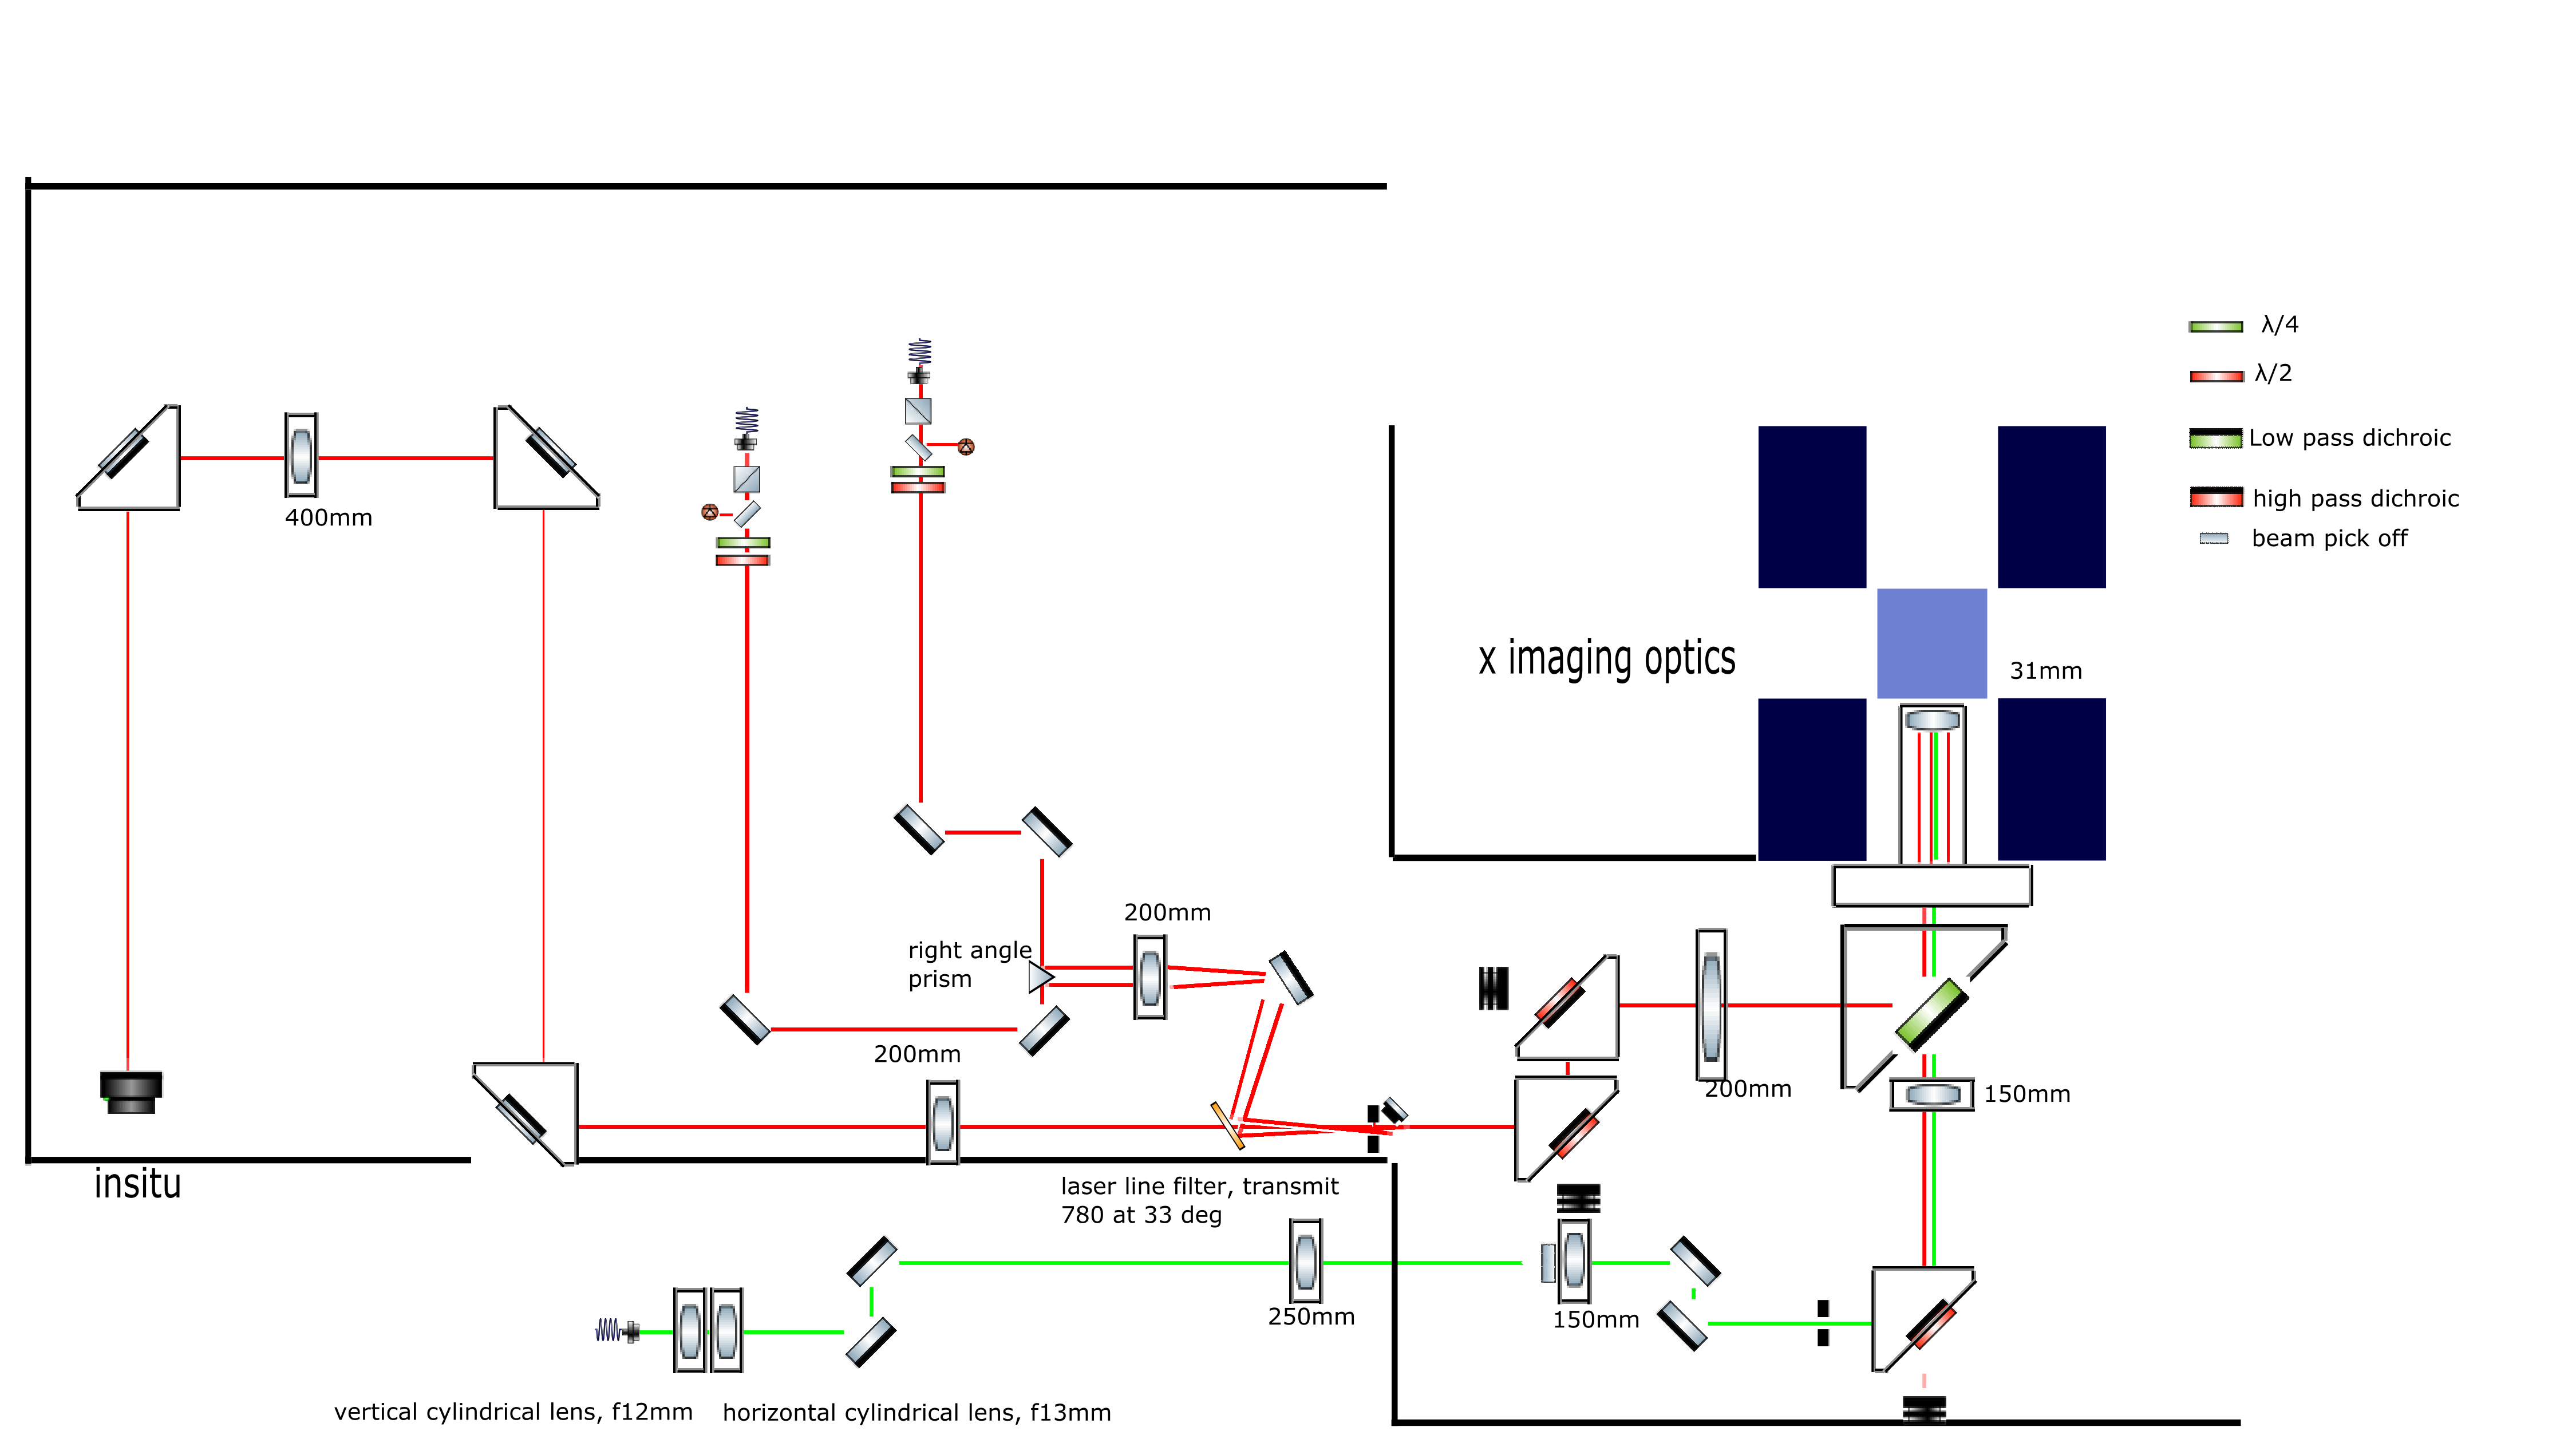 λ/4
λ/2
Low pass dichroic
high pass dichroic
beam pick off
400mm
x imaging optics
31mm
200mm
right angle
prism
200mm
200mm
150mm
insitu
laser line filter, transmit
780 at 33 deg
250mm
150mm
vertical cylindrical lens, f12mm
horizontal cylindrical lens, f13mm